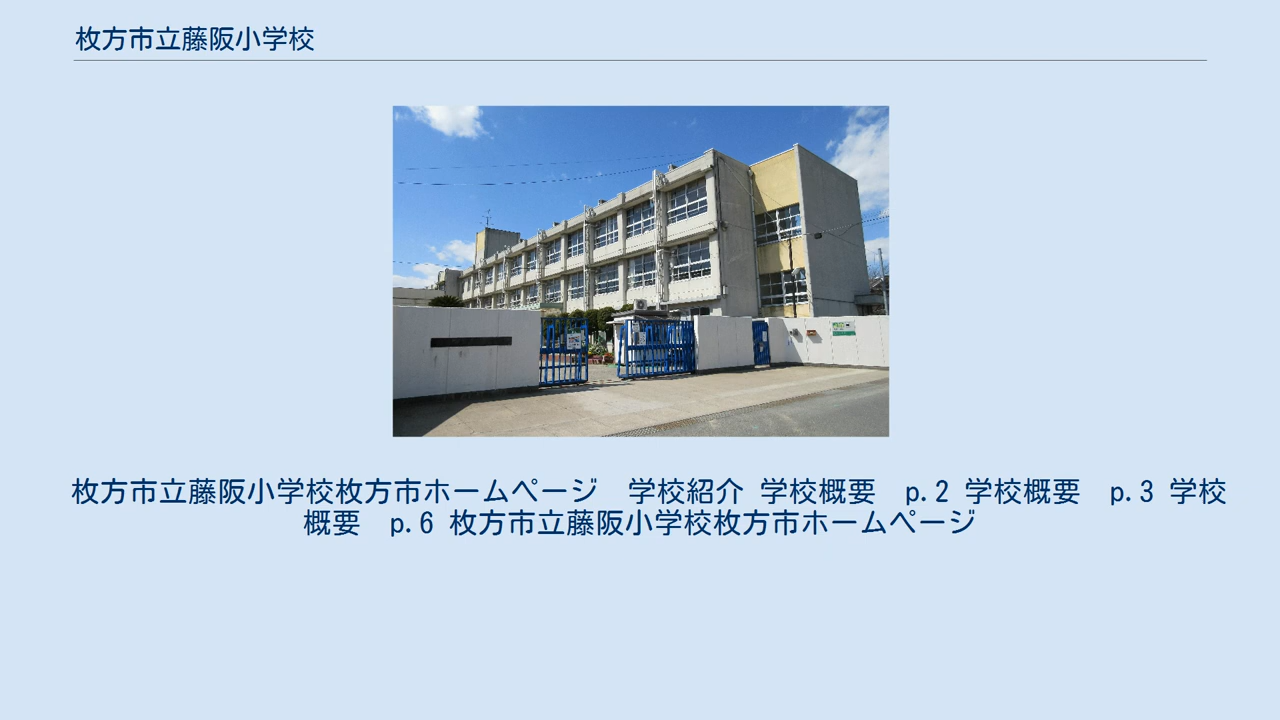 枚方市立藤阪小学校
枚方市立藤阪小学校枚方市ホームページ　学校紹介 学校概要　p.2 学校概要　p.3 学校
概要　p.6 枚方市立藤阪小学校枚方市ホームページ